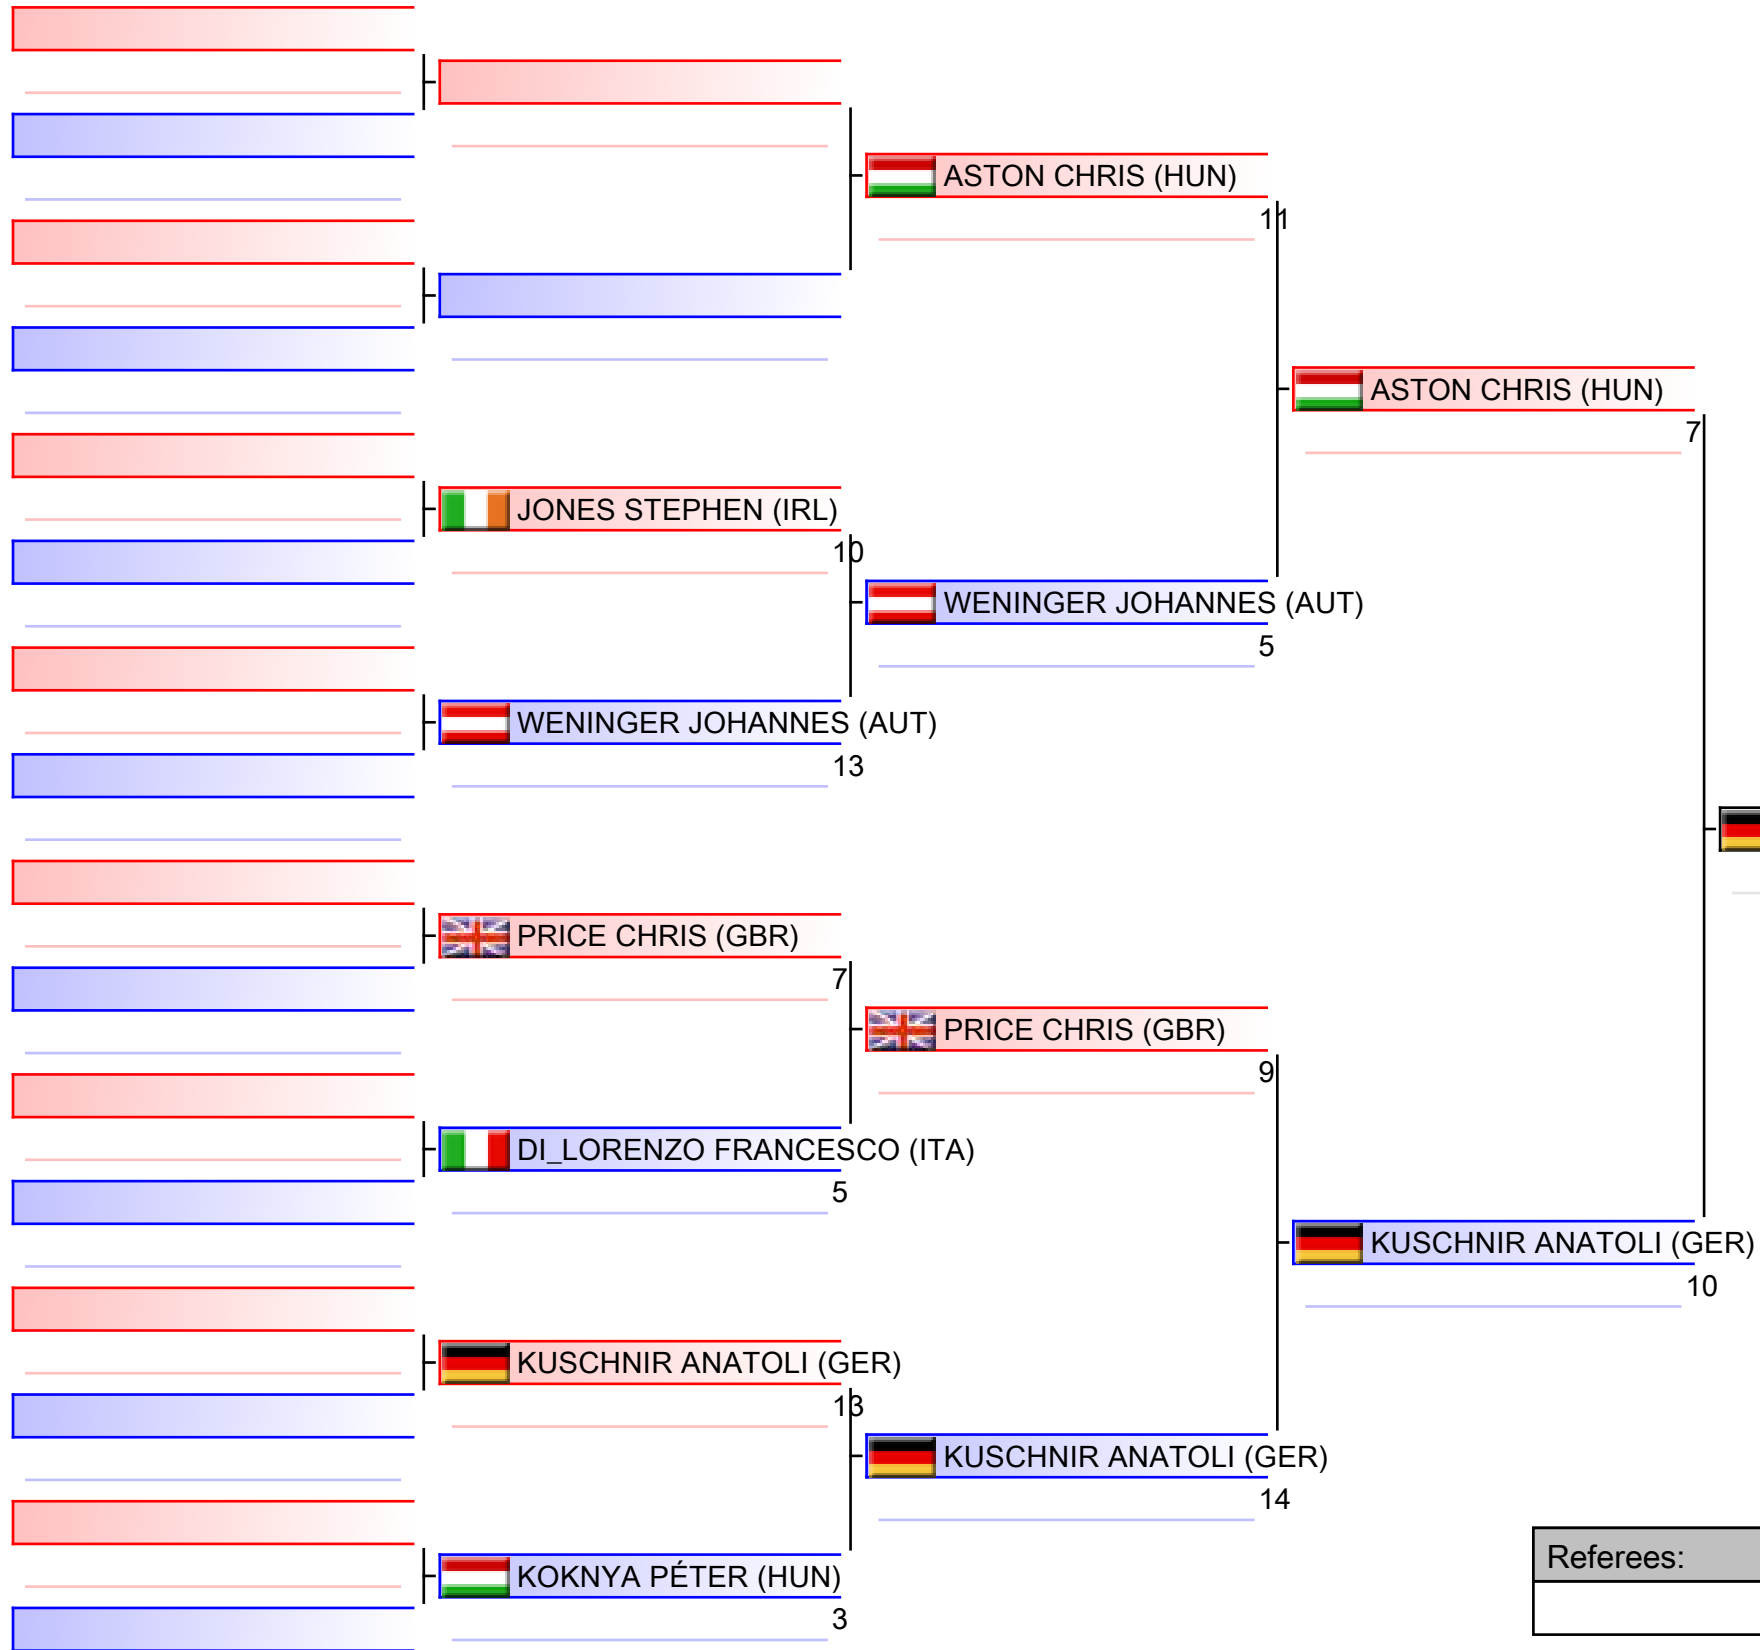 ASTON CHRIS (HUN)
11
ASTON CHRIS (HUN)
7
JONES STEPHEN (IRL)
10
WENINGER JOHANNES (AUT)
5
WENINGER JOHANNES (AUT)
13
PRICE CHRIS (GBR)
7
PRICE CHRIS (GBR)
9
DI_LORENZO FRANCESCO (ITA)
5
KUSCHNIR ANATOLI (GER)
10
KUSCHNIR ANATOLI (GER)
13
KUSCHNIR ANATOLI (GER)
14
Referees:
KOKNYA PÉTER (HUN)
3